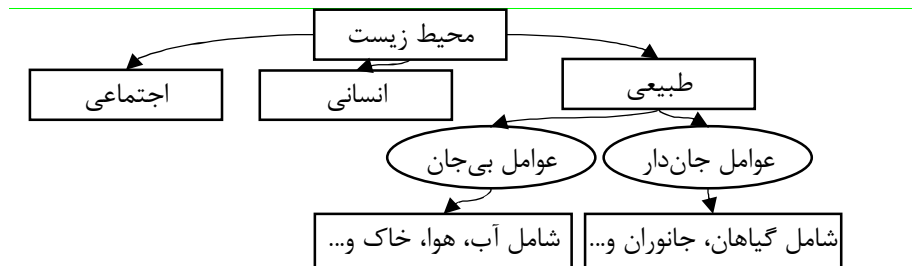 محیط زیست
طبیعی
انسانی
اجتماعی
عوامل جان‌دار
عوامل بی‌جان
شامل گیاهان، جانوران و...
شامل آب، هوا، خاک و...